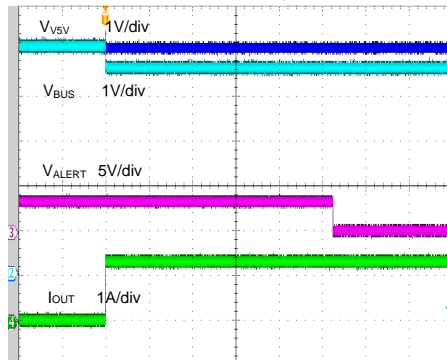 T
V5V 1V/div
VBUS 1V/div
VALERT 5V/div
3
2
IOUT 1A/div
4